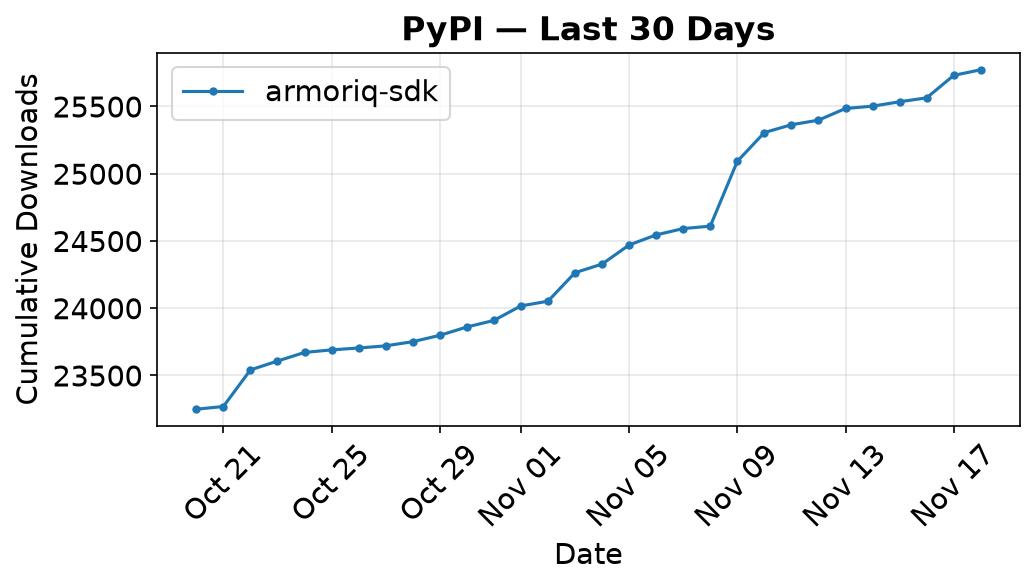 PyPI — Last 30 Days
armoriq-sdk
Cumulative Downloads
25500
25000
24500
24000
23500
Oct 21
Oct 25
Oct 29
Nov 01
Nov 05
Nov 09
Nov 13
Nov 17
Date